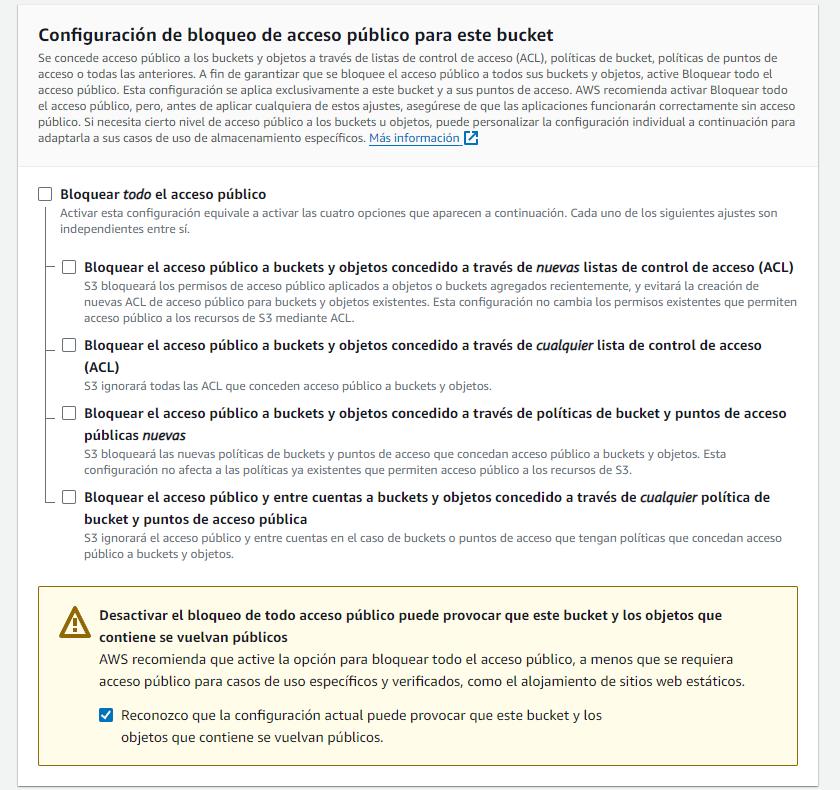 Configuración de bloqueo de acceso público para este bucket
Se concede acceso público a los buckets y objetos a través de listas de control de acceso (ACL), políticas de bucket, políticas de puntos de
acceso o todas las anteriores. A fin de garantizar que se bloquee el acceso público a todos sus buckets y objetos, active Bloquear todo el
acceso público. Esta configuración se aplica exclusivamente a este bucket y a sus puntos de acceso. AWS recomienda activar Bloquear todo
el acceso público, pero, antes de aplicar cualquiera de estos ajustes, asegúrese de que las aplicaciones funcionarán correctamente sin acceso
público. Si necesita cierto nivel de acceso público a los buckets u objetos, puede personalizar la configuración individual a continuación para
adaptarla a sus casos de uso de almacenamiento específicos. Más información
Bloquear todo el acceso público
Activar esta configuración equivale a activar las cuatro opciones que aparecen a continuación. Cada uno de los siguientes ajustes son
independientes entre sí.
Bloquear el acceso público a buckets y objetos concedido a través de nuevas listas de control de acceso (ACL)
S3 bloqueará los permisos de acceso público aplicados a objetos o buckets agregados recientemente, y evitará la creación de
nuevas ACL de acceso público para buckets y objetos existentes. Esta configuración no cambia los permisos existentes que permiten
acceso público a los recursos de S3 mediante ACL.
Bloquear el acceso público a buckets y objetos concedido a través de cualquier lista de control de acceso
(ACL)
S3 ignorará todas las ACL que conceden acceso público a buckets y objetos.
Bloquear el acceso público a buckets y objetos concedido a través de políticas de bucket y puntos de acceso
públicas nuevas
S3 bloqueará las nuevas políticas de buckets y puntos de acceso que concedan acceso público a buckets y objetos. Esta
configuración no afecta a las políticas ya existentes que permiten acceso público a los recursos de S3.
Bloquear el acceso público y entre cuentas a buckets y objetos concedido a través de cualquier política de
bucket y puntos de acceso pública
S3 ignorará el acceso público y entre cuentas en el caso de buckets o puntos de acceso que tengan políticas que concedan acceso
público a buckets y objetos.
Desactivar el bloqueo de todo acceso público puede provocar que este bucket y los objetos que
contiene se vuelvan públicos
AWS recomienda que active la opción para bloquear todo el acceso público, a menos que se requiera
acceso público para casos de uso específicos y verificados, como el alojamiento de sitios web estáticos.
Reconozco que la configuración actual puede provocar que este bucket y los
objetos que contiene se vuelvan públicos.